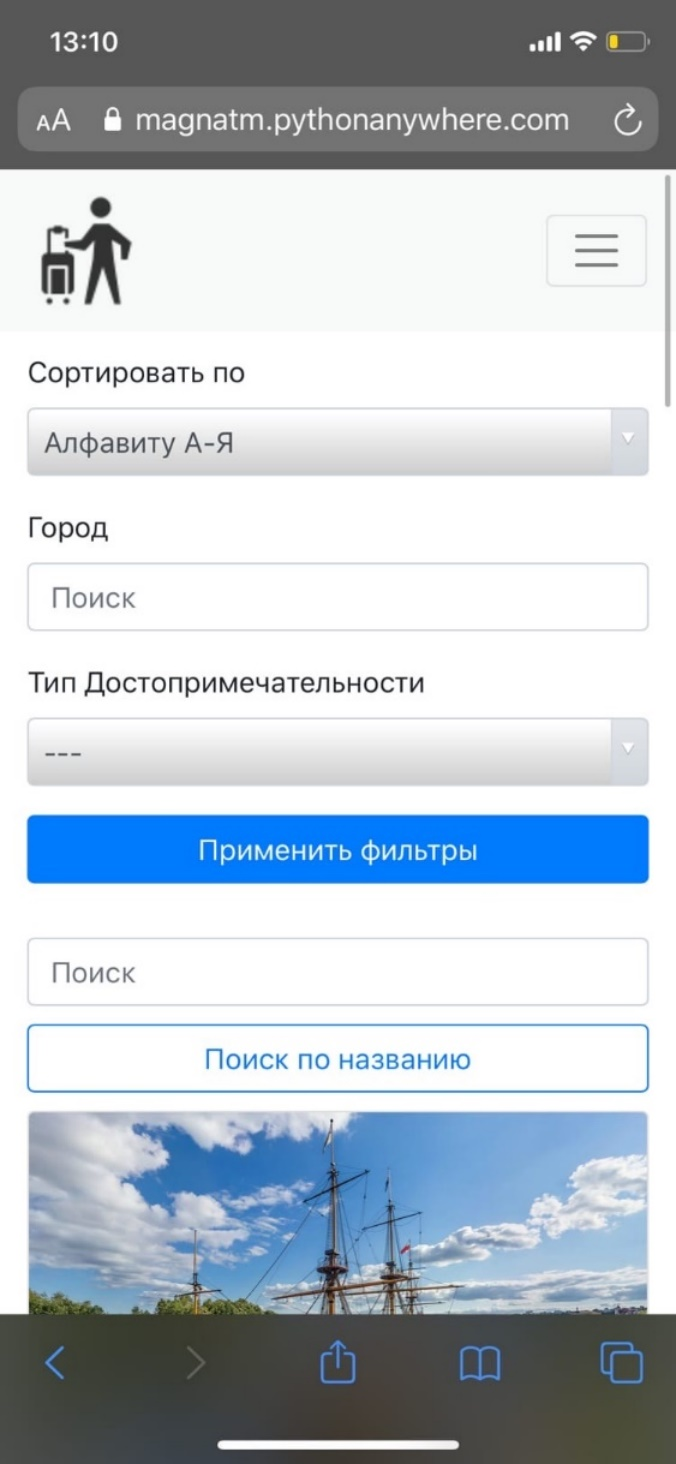 13:10
AA magnatm.pythonanywhere.com
Сортировать по
Алфавиту А-Я
Город
Поиск
Тип Достопримечательности
---
Применить фильтры
Поиск
Поиск по названию